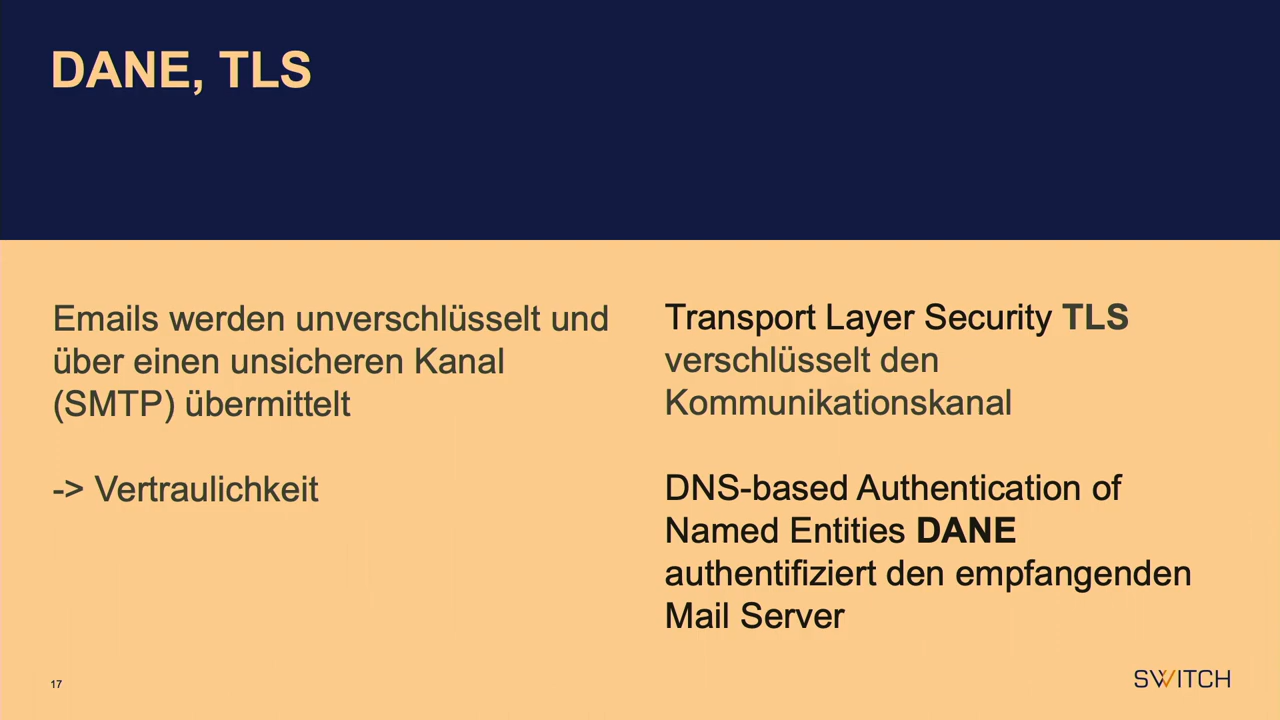 DANE, TLS
Emails werden unverschlüsselt und
über einen unsicheren Kanal
(SMTP) übermittelt
-> Vertraulichkeit
Transport Layer Security TLS
verschlüsselt den
Kommunikationskanal
DNS-based Authentication of
Named Entities DANE
authentifiziert den empfangenden
Mail Server
17
SWITCH